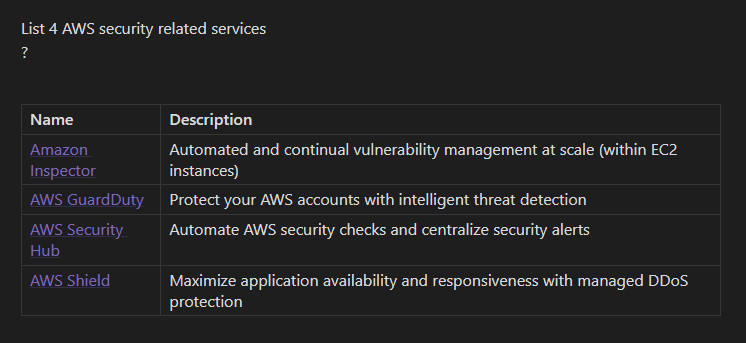 List 4 AWS security related services
?
Name Description
Amazon Automated and continual vulnerability management at scale (within EC2
Inspector instances)
AWS GuardDuty Protect your AWS accounts with intelligent threat detection
AWS Security Automate AWS security checks and centralize security alerts
Hub
AWS Shield Maximize application availability and responsiveness with managed DDoS
protection